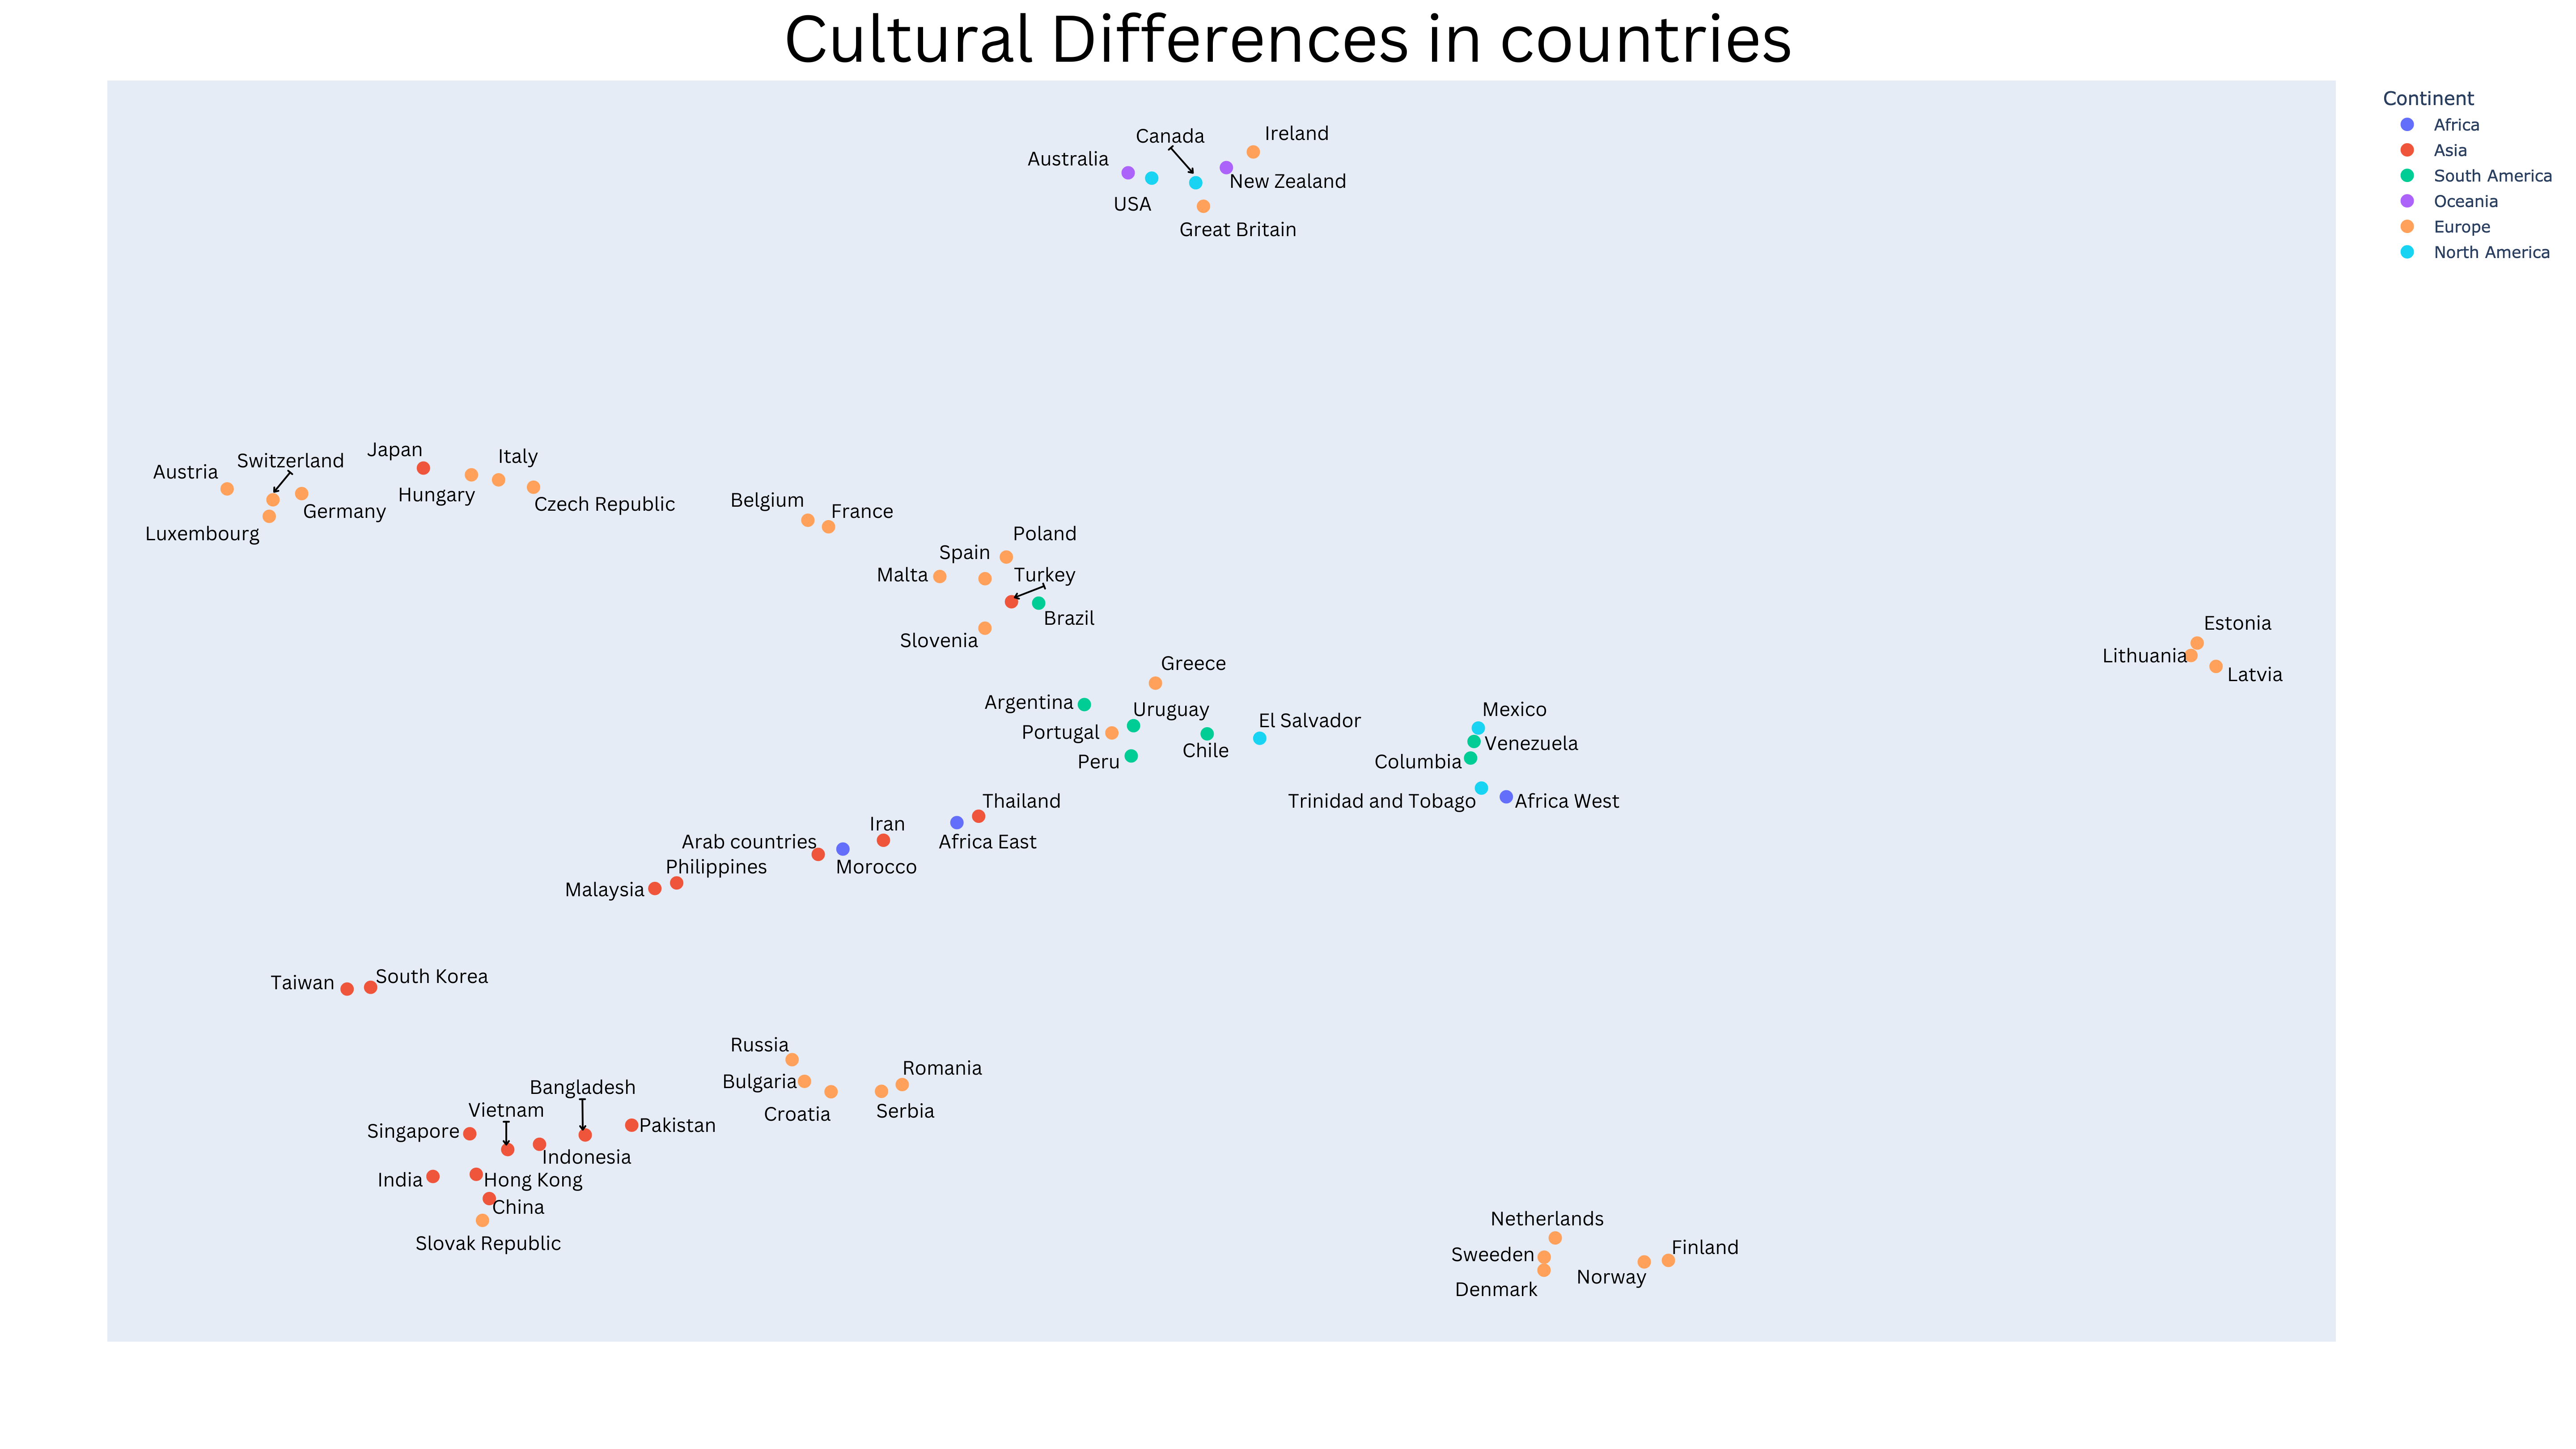 Cultural Differences in countries
Continent
Africa
Asia
South America
Oceania
Europe
North America
Canada
Ireland
Australia
New Zealand
USA
Great Britain
Japan
Italy
Switzerland
Austria
Hungary
Czech Republic
Germany
Luxembourg
Belgium
France
Poland
Spain
Malta
Turkey
Brazil
Slovenia
Estonia
Lithuania
Latvia
Greece
Argentina
Uruguay
Portugal
El Salvador
Chile
Peru
Mexico
Venezuela
Columbia
Trinidad and Tobago
Africa West
Thailand
Iran
Arab countries
Africa East
Morocco
Philippines
Malaysia
Taiwan
South Korea
Russia
Romania
Bulgaria
Croatia
Serbia
Bangladesh
Vietnam
Singapore
Pakistan
Indonesia
India
Hong Kong
China
Slovak Republic
Netherlands
Sweeden
Finland
Norway
Denmark